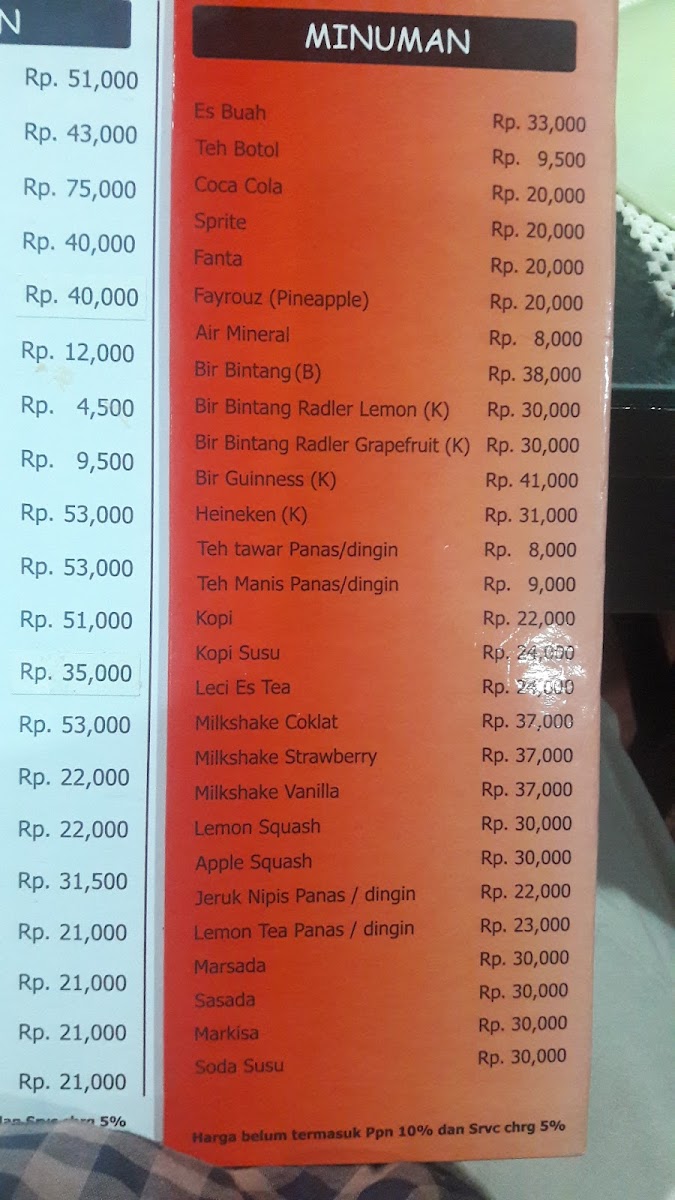 N
Rp. 51,000
Rp. 43,000
Rp. 75,000
Rp. 40,000
Rp. 40,000
Rp. 12,000
Rp. 4,500
Rp. 9,500
Rp. 53,000
Rp. 53,000
Rp. 51,000
Rp. 35,000
Rp. 53,000
Rp. 22,000
Rp. 22,000
Rp. 31,500
Rp. 21,000
Rp. 21,000
Rp. 21,000
Rp. 21,000
dan Srvc chrg 5%
MINUMAN
Es Buah Rp. 33,000
Teh Botol Rp. 9,500
Coca Cola Rp. 20,000
Sprite Rp. 20,000
Fanta Rp. 20,000
Fayrouz (Pineapple) Rp. 20,000
Air Mineral Rp. 8,000
Bir Bintang (B) Rp. 38,000
Bir Bintang Radler Lemon (K) Rp. 30,000
Bir Bintang Radler Grapefruit (K) Rp. 30,000
Bir Guinness (K) Rp. 41,000
Heineken (K) Rp. 31,000
Teh tawar Panas/dingin Rp. 8,000
Teh Manis Panas/dingin Rp. 9,000
Kopi Rp. 22,000
Kopi Susu Rp. 24,000
Leci Es Tea Rp. 24,000
Milkshake Coklat Rp. 37,000
Milkshake Strawberry Rp. 37,000
Milkshake Vanilla Rp. 37,000
Lemon Squash Rp. 30,000
Apple Squash Rp. 30,000
Jeruk Nipis Panas / dingin Rp. 22,000
Lemon Tea Panas / dingin Rp. 23,000
Marsada Rp. 30,000
Sasada Rp. 30,000
Markisa Rp. 30,000
Soda Susu Rp. 30,000
Harga belum termasuk Ppn 10% dan Srvc chrg 5%